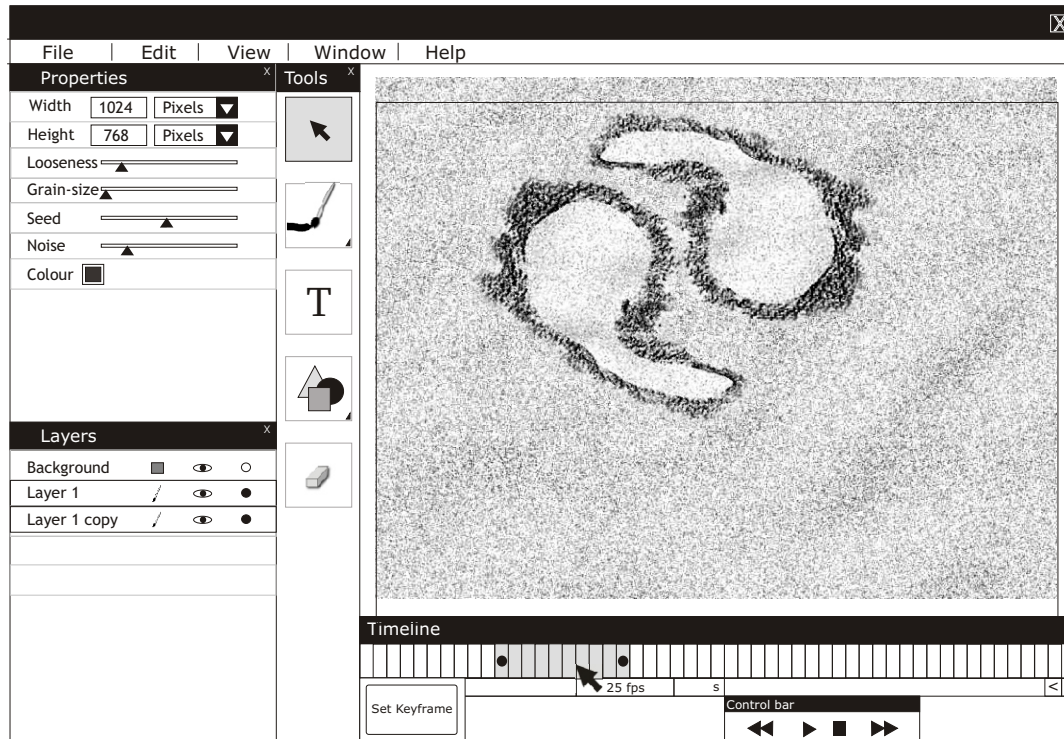 X
File | Edit | View | Window | Help
Properties X
Width 1024 Pixels
Height 768 Pixels
Looseness
Grain-size
Seed
Noise
Colour
Tools X
T
Layers X
Background
Layer 1
Layer 1 copy
Timeline
25 fps s <
Set Keyframe
Control bar